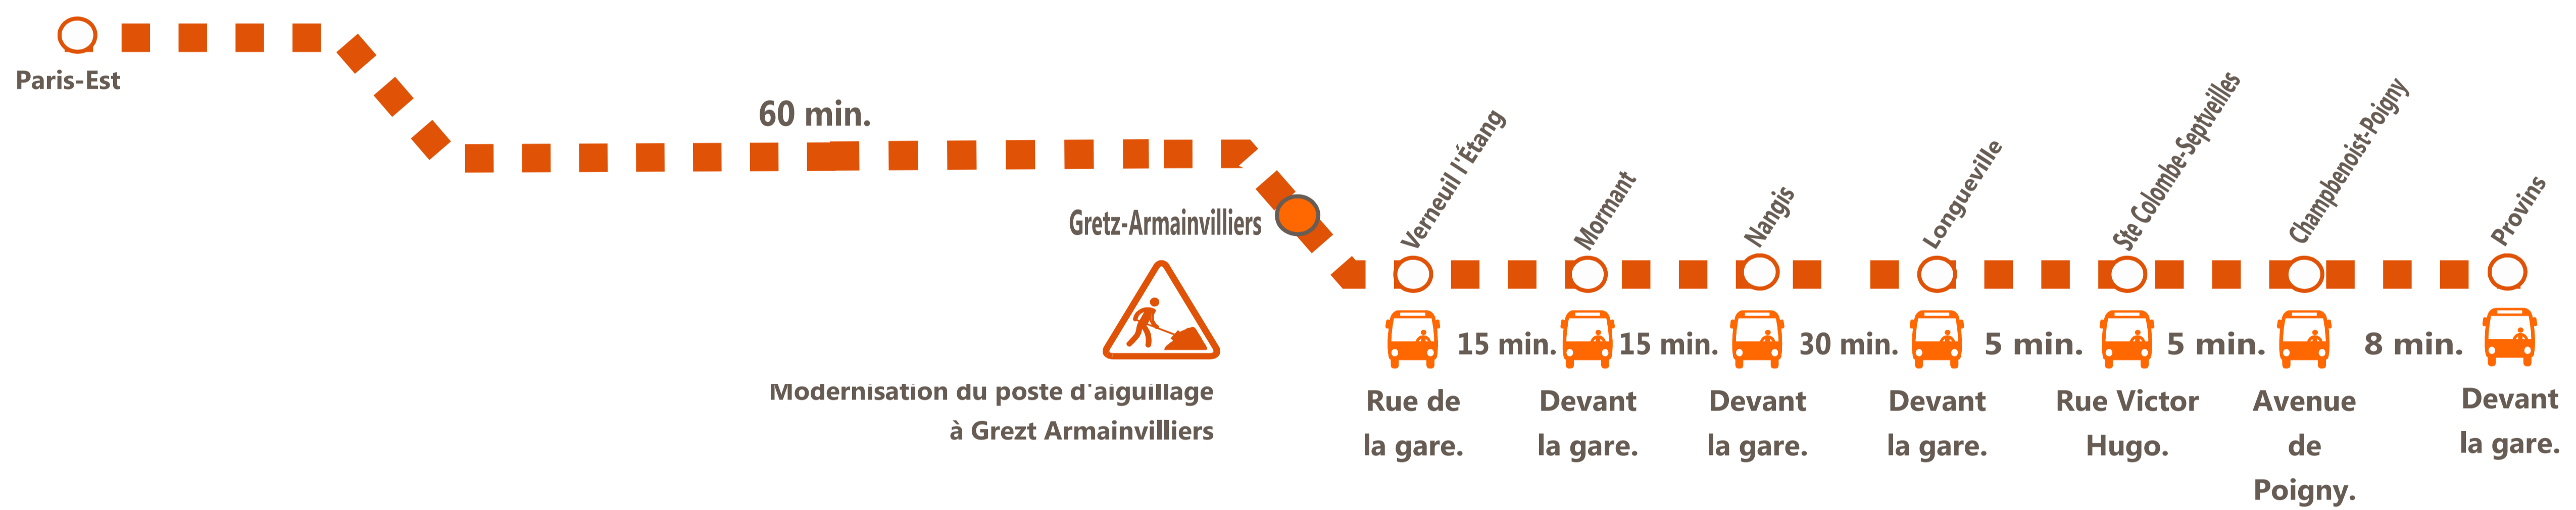 Paris-Est
60 min.
Gretz-Armainvilliers
Modernisation du poste d'aiguillage
à Grezt Armainvilliers
Verneuil l'Étang
Mormant
Nangis
Longueville
Ste Colombe-Septveilles
Champbenoist-Poigny
Provins
15 min.
15 min.
30 min.
5 min.
5 min.
8 min.
Rue de
la gare.
Devant
la gare.
Devant
la gare.
Devant
la gare.
Rue Victor
Hugo.
Avenue
de
Poigny.
Devant
la gare.